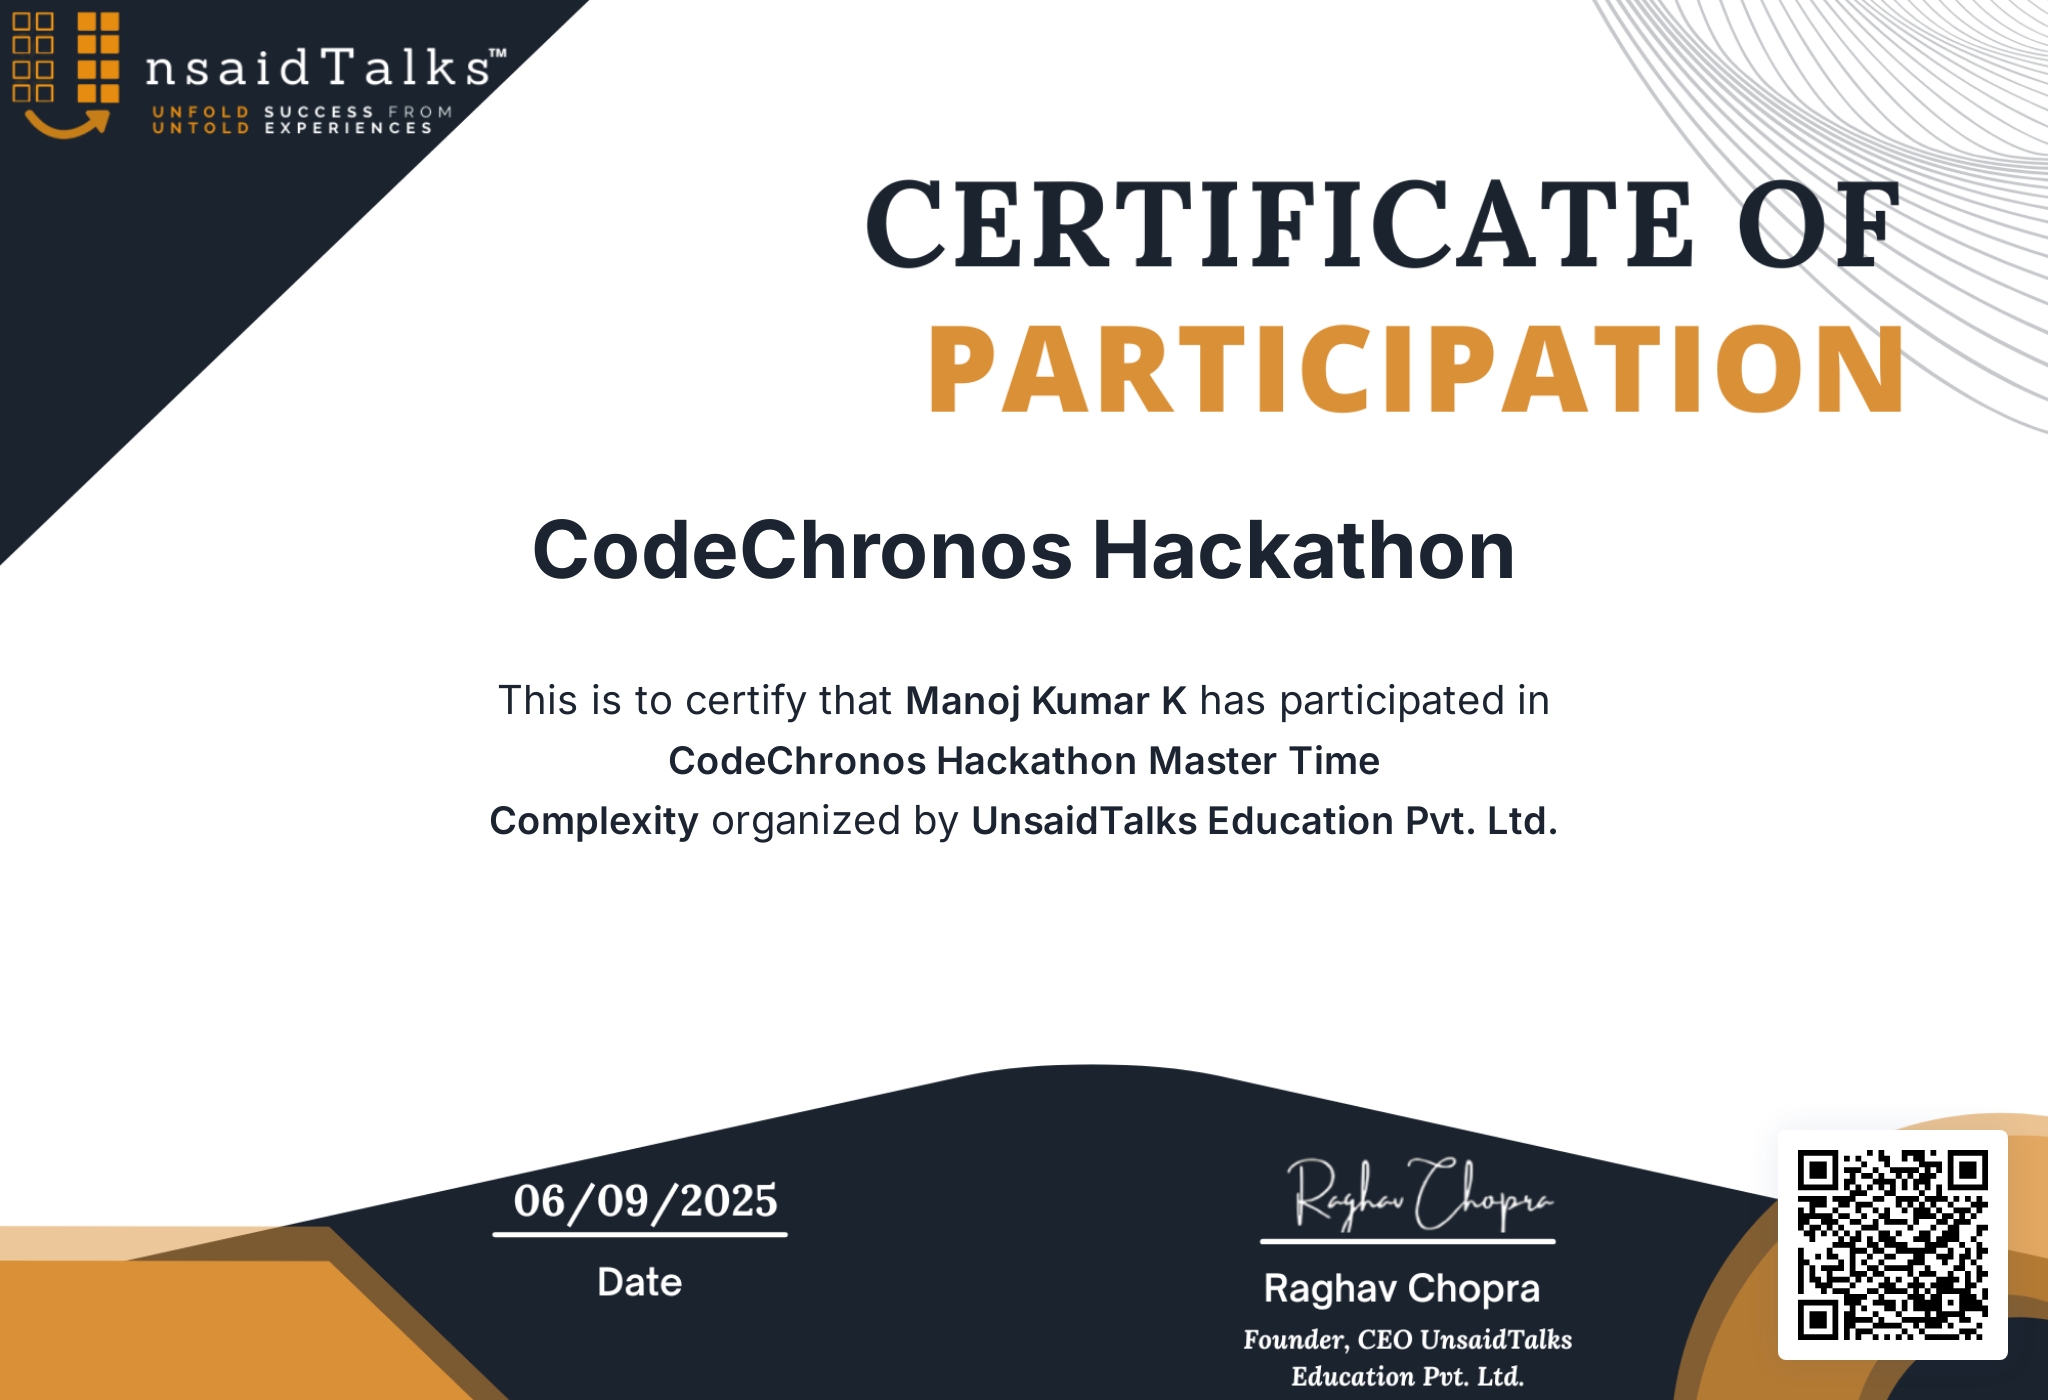 nsaidTalks™
UNFOLD SUCCESS FROM
UNTOLD EXPERIENCES
CERTIFICATE OF
PARTICIPATION
CodeChronos Hackathon
This is to certify that Manoj Kumar K has participated in
CodeChronos Hackathon Master Time
Complexity organized by UnsaidTalks Education Pvt. Ltd.
06/09/2025
Date
Raghav Chopra
Raghav Chopra
Founder, CEO UnsaidTalks
Education Pvt. Ltd.